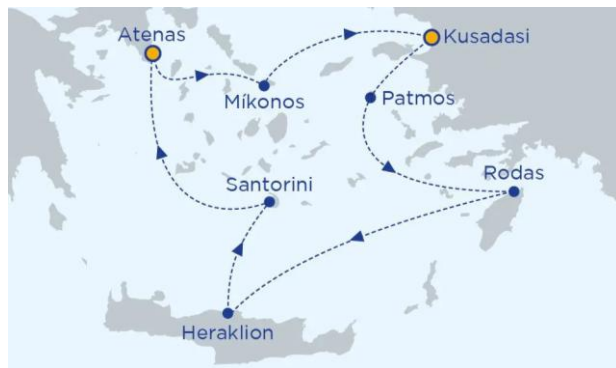 Atenas
Kusadasi
Míkonos
Patmos
Rodas
Santorini
Heraklion